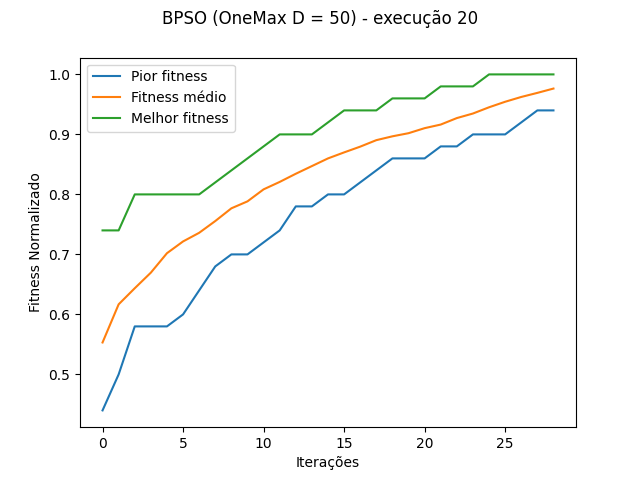 BPSO (OneMax D = 50) - execução 20
Pior fitness
Fitness médio
Melhor fitness
Fitness Normalizado
1.0
0.9
0.8
0.7
0.6
0.5
0 5 10 15 20 25
Iterações